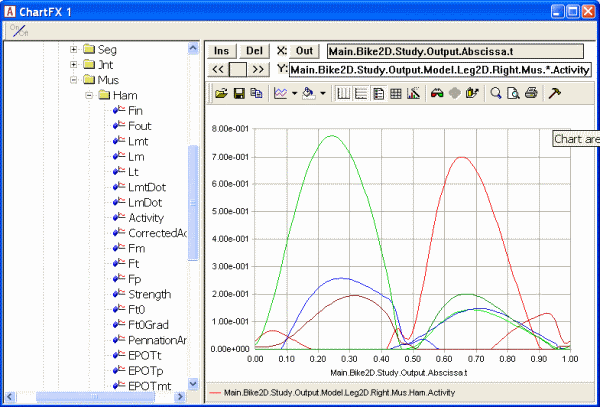 ChartFX 1
Seg
Jnt
Mus
Ham
Fin
Fout
Lmt
Lm
Lt
LmtDot
LmDot
Activity
CorrectedAc
Fm
Ft
Fp
Strength
Ft0
Ft0Grad
PennationAn
EPOTt
EPOTp
EPOTmt
Ins Del X: Out Main.Bike2D.Study.Output.Abscissa.t
<< >> Y: Main.Bike2D.Study.Output.Model.Leg2D.Right.Mus.*.Activity
Chart are
8.00e-001
7.00e-001
6.00e-001
5.00e-001
4.00e-001
3.00e-001
2.00e-001
1.00e-001
0.00e+000
0.00 0.10 0.20 0.30 0.40 0.50 0.60 0.70 0.80 0.90 1.00
Main.Bike2D.Study.Output.Abscissa.t
Main.Bike2D.Study.Output.Model.Leg2D.Right.Mus.Ham.Activity